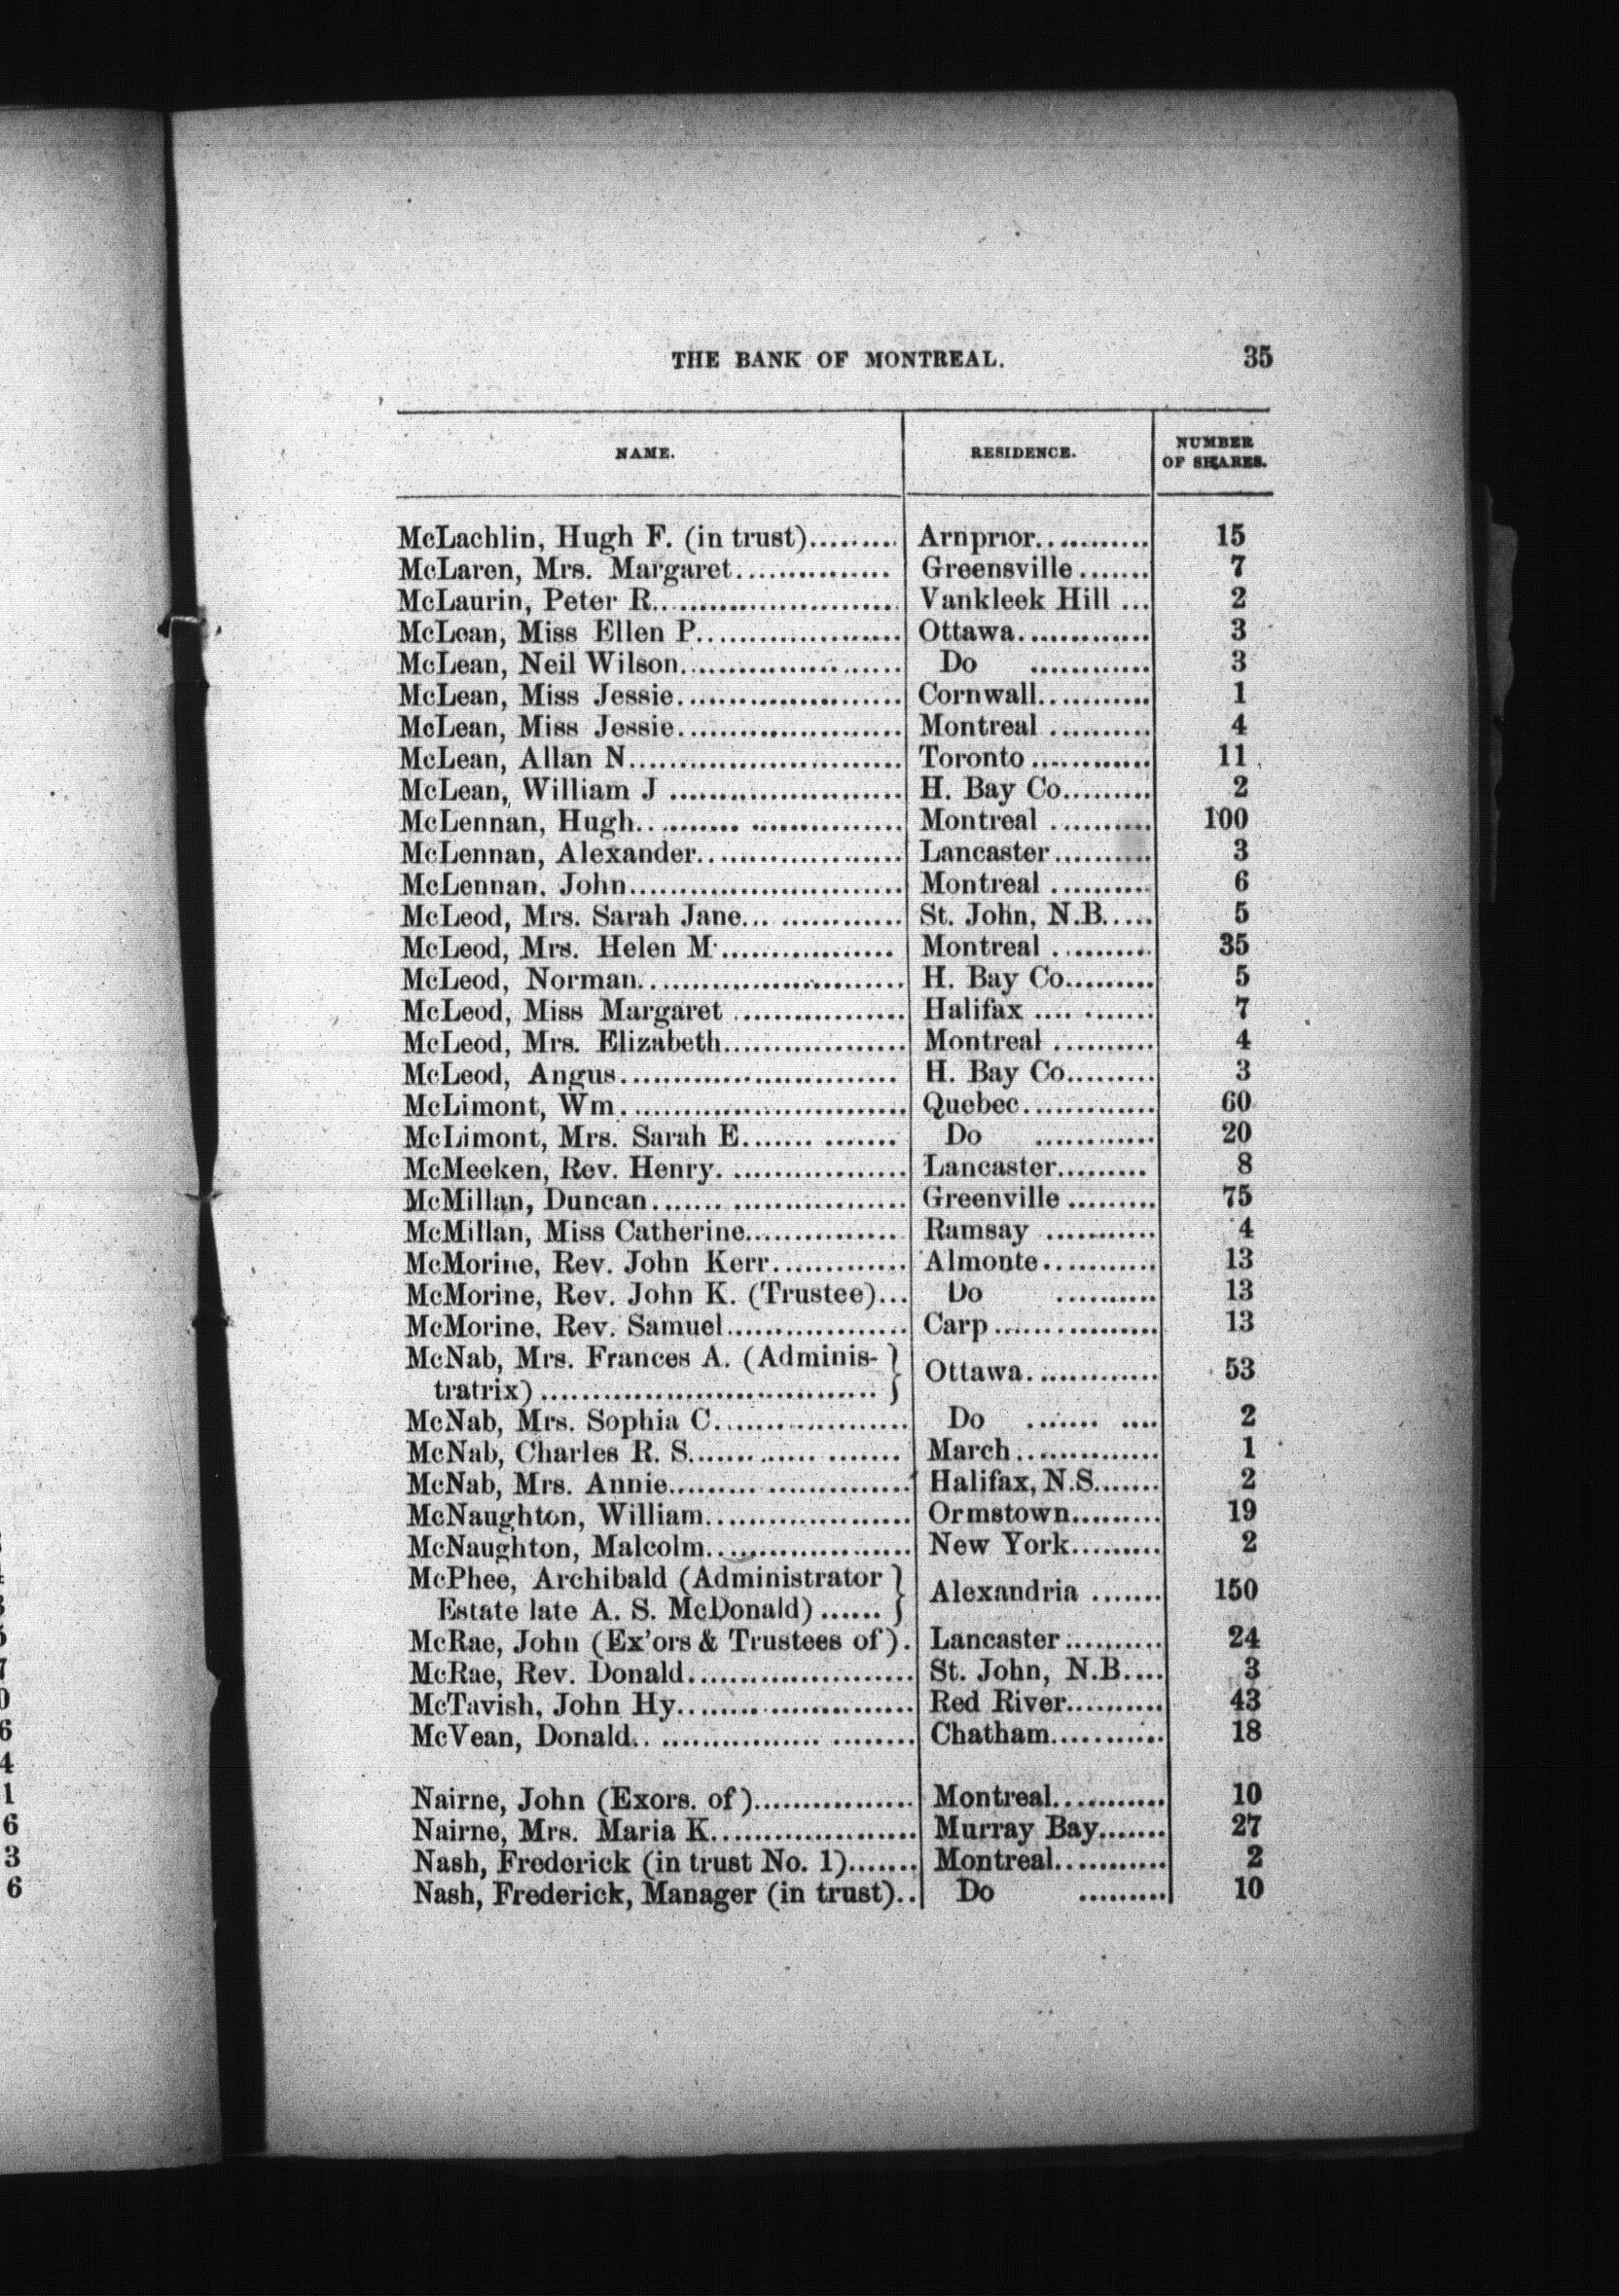 THE BANK OF MONTREAL. 35
NAME. RESIDENCE. NUMBER OF SHARES.
McLachlin, Hugh F. (in trust)......... Arnprior........... 15
McLaren, Mrs. Margaret............... Greensville....... 7
McLaurin, Peter R....................... Vankleek Hill ... 2
McLean, Miss Ellen P.................... Ottawa............. 3
McLean, Neil Wilson..................... Do ............ 3
McLean, Miss Jessie...................... Cornwall........... 1
McLean, Miss Jessie...................... Montreal .......... 4
McLean, Allan N.......................... Toronto ............ 11
McLean, William J ...................... H. Bay Co......... 2
McLennan, Hugh.......... ............... Montreal .......... 100
McLennan, Alexander.................... Lancaster.......... 3
McLennan, John.......................... Montreal .......... 6
McLeod, Mrs. Sarah Jane... ............ St. John, N.B..... 5
McLeod, Mrs. Helen M................. Montreal .......... 35
McLeod, Norman......................... H. Bay Co......... 5
McLeod, Miss Margaret ................ Halifax .... ....... 7
McLeod, Mrs. Elizabeth................. Montreal .......... 4
McLeod, Angus.......................... H. Bay Co......... 3
McLimont, Wm........................... Quebec............. 60
McLimont, Mrs. Sarah E....... ....... Do ............ 20
McMeeken, Rev. Henry. ................ Lancaster......... 8
McMillan, Duncan....... ................ Greenville ......... 75
McMillan, Miss Catherine............... Ramsay ........... 4
McMorine, Rev. John Kerr............. Almonte........... 13
McMorine, Rev. John K. (Trustee)... Do .......... 13
McMorine, Rev. Samuel................. Carp................ 13
McNab, Mrs. Frances A. (Adminis-
tratrix)................................ Ottawa............. 53
McNab, Mrs. Sophia C.................. Do ....... .... 2
McNab, Charles R. S............ ....... March.............. 1
McNab, Mrs. Annie......... ............. Halifax, N.S....... 2
McNaughton, William................... Ormstown......... 19
McNaughton, Malcolm................... New York......... 2
McPhee, Archibald (Administrator
Estate late A. S. McDonald)...... Alexandria ....... 150
McRae, John (Ex'ors & Trustees of). Lancaster.......... 24
McRae, Rev. Donald...................... St. John, N.B.... 3
McTavish, John Hy....................... Red River.......... 43
McVean, Donald.. ............... ........ Chatham........... 18
Nairne, John (Exors. of)............... Montreal........... 10
Nairne, Mrs. Maria K.................... Murray Bay....... 27
Nash, Frederick (in trust No. 1)....... Montreal........... 2
Nash, Frederick, Manager (in trust).. Do ......... 10